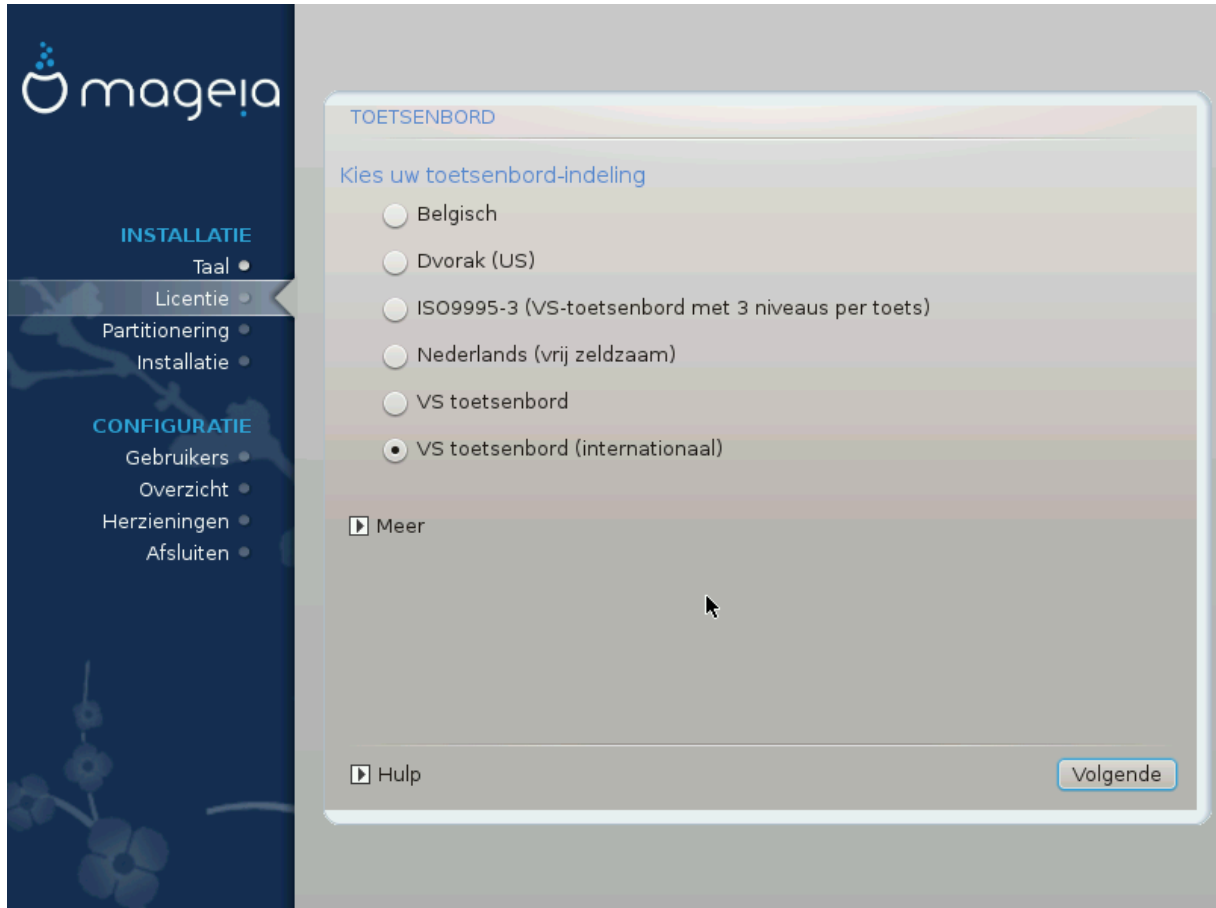 mageia
INSTALLATIE
Taal
Licentie
Partitionering
Installatie
CONFIGURATIE
Gebruikers
Overzicht
Herzieningen
Afsluiten
TOETSENBORD
Kies uw toetsenbord-indeling
Belgisch
Dvorak (US)
ISO9995-3 (VS-toetsenbord met 3 niveaus per toets)
Nederlands (vrij zeldzaam)
VS toetsenbord
VS toetsenbord (internationaal)
Meer
Hulp
Volgende